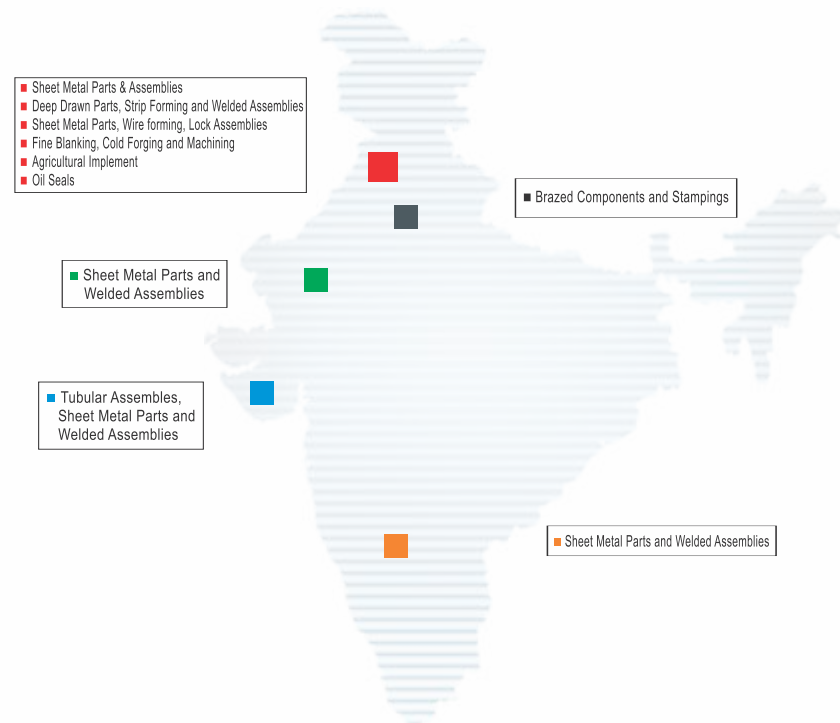 Sheet Metal Parts & Assemblies
Deep Drawn Parts, Strip Forming and Welded Assemblies
Sheet Metal Parts, Wire forming, Lock Assemblies
Fine Blanking, Cold Forging and Machining
Agricultural Implement
Oil Seals
Brazed Components and Stampings
Sheet Metal Parts and
Welded Assemblies
Tubular Assembles,
Sheet Metal Parts and
Welded Assemblies
Sheet Metal Parts and Welded Assemblies